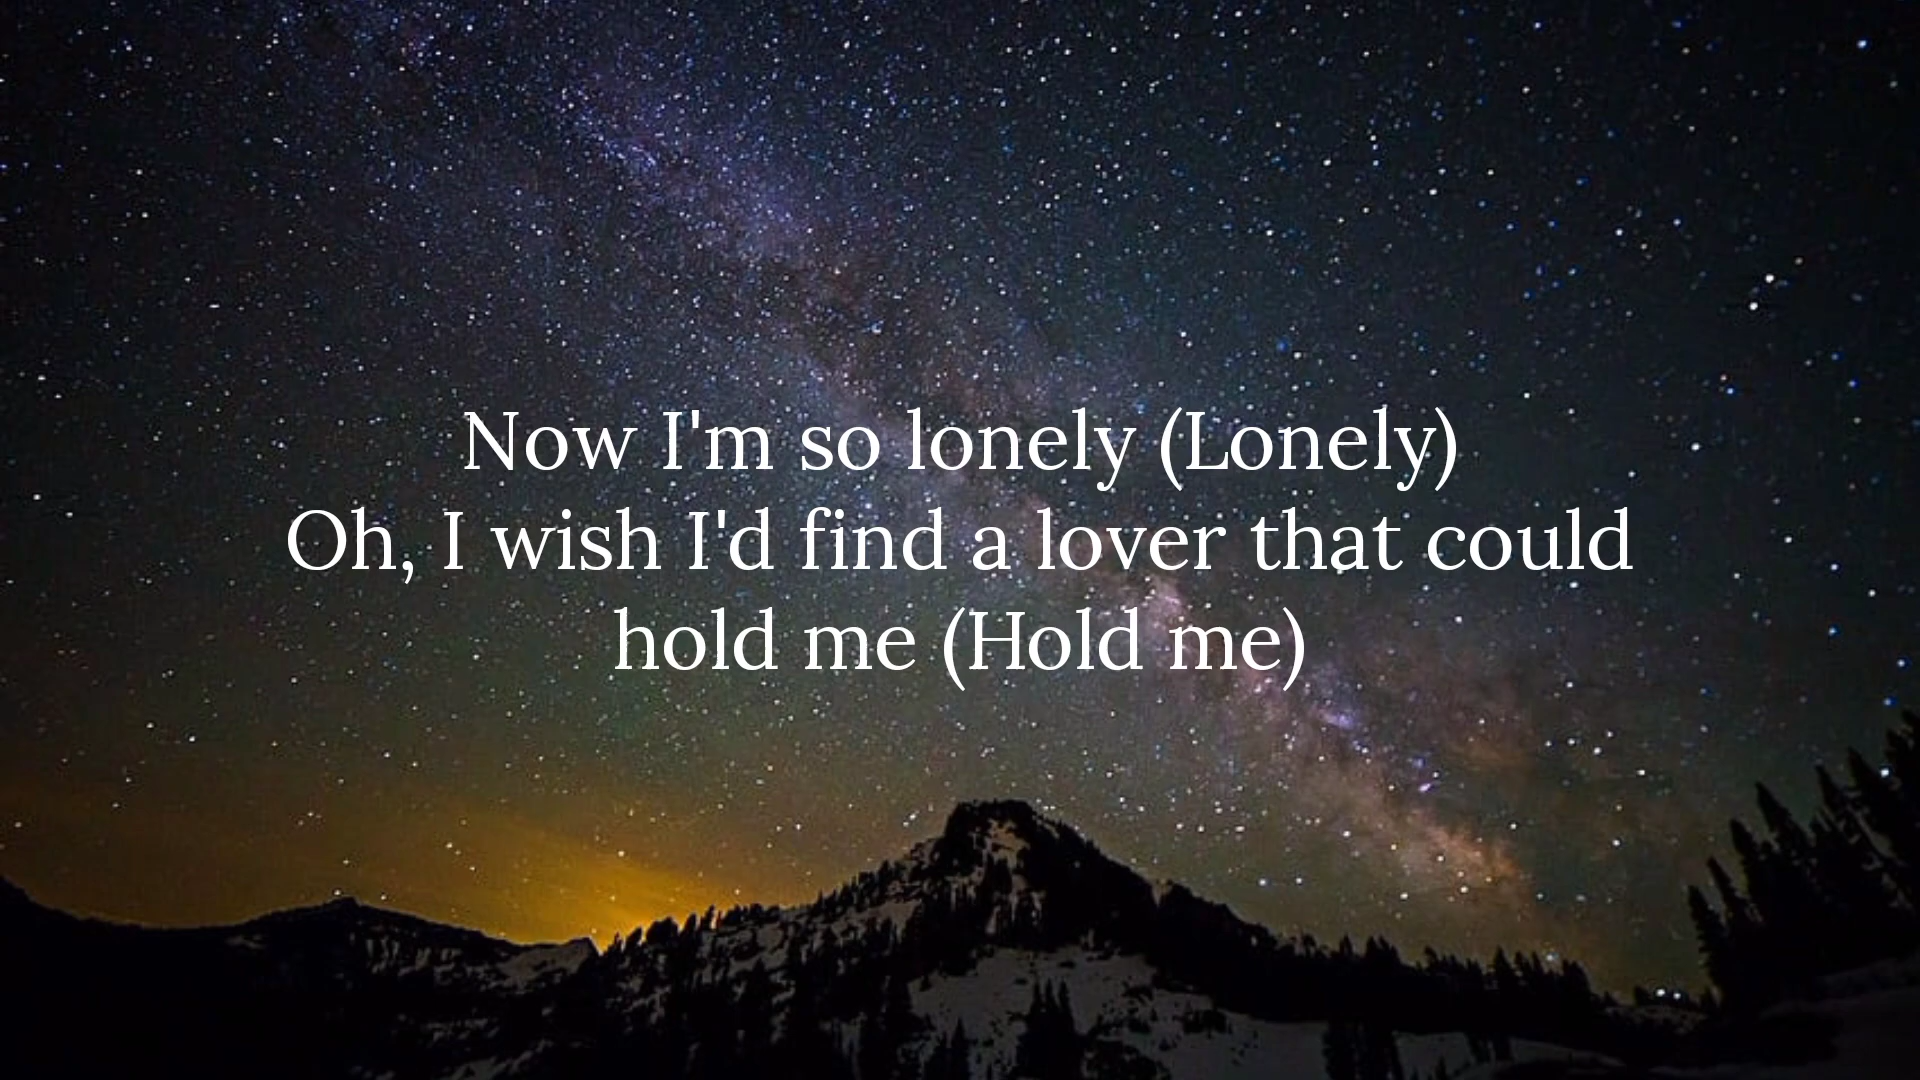 Now I'm so lonely (Lonely)
Oh, I wish I'd find a lover that could
hold me (Hold me)